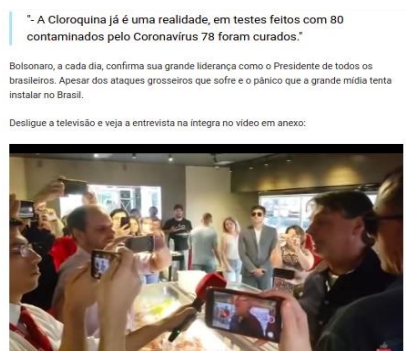 "- A Cloroquina já é uma realidade, em testes feitos com 80
contaminados pelo Coronavírus 78 foram curados."
Bolsonaro, a cada dia, confirma sua grande liderança como o Presidente de todos os
brasileiros. Apesar dos ataques grosseiros que sofre e o pânico que a grande mídia tenta
instalar no Brasil.
Desligue a televisão e veja a entrevista na íntegra no vídeo em anexo: